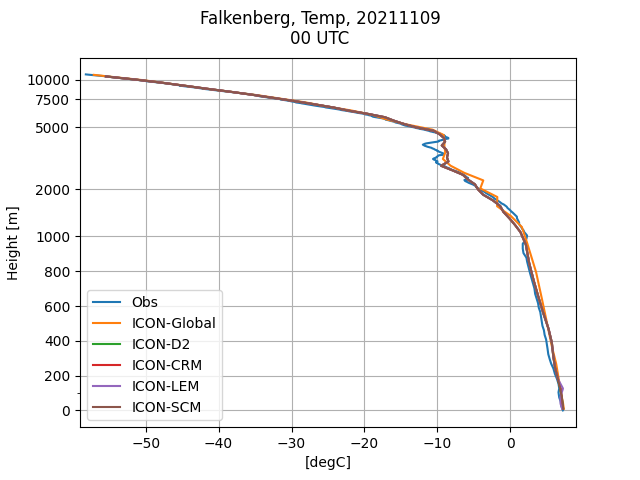 Falkenberg, Temp, 20211109
00 UTC
10000
7500
5000
2000
1000
800
600
400
200
0
Height [m]
Obs
ICON-Global
ICON-D2
ICON-CRM
ICON-LEM
ICON-SCM
−50
−40
−30
−20
−10
0
[degC]